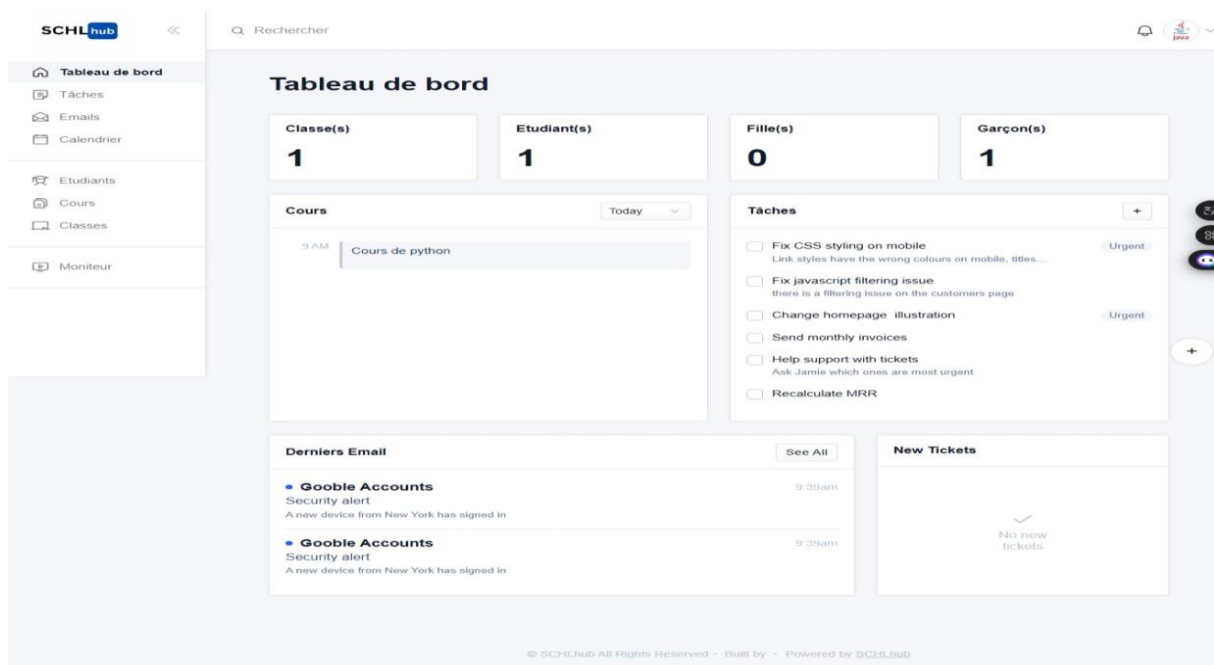 SCHLhub
Rechercher
Java
Tableau de bord
Tâches
Emails
Calendrier
Etudiants
Cours
Classes
Moniteur
Tableau de bord
Classe(s)
1
Etudiant(s)
1
Fille(s)
0
Garçon(s)
1
Cours
Today
9 AM
Cours de python
Tâches
+
Fix CSS styling on mobile
Urgent
Link styles have the wrong colours on mobile, titles...
Fix javascript filtering issue
there is a filtering issue on the customers page
Change homepage illustration
Urgent
Send monthly invoices
Help support with tickets
Ask Jamie which ones are most urgent
Recalculate MRR
+
Derniers Email
See All
Gooble Accounts
9:39am
Security alert
A new device from New York has signed in
Gooble Accounts
9:39am
Security alert
A new device from New York has signed in
New Tickets
No new
tickets
© SCHLhub All Rights Reserved - Built by - Powered by SCHLhub